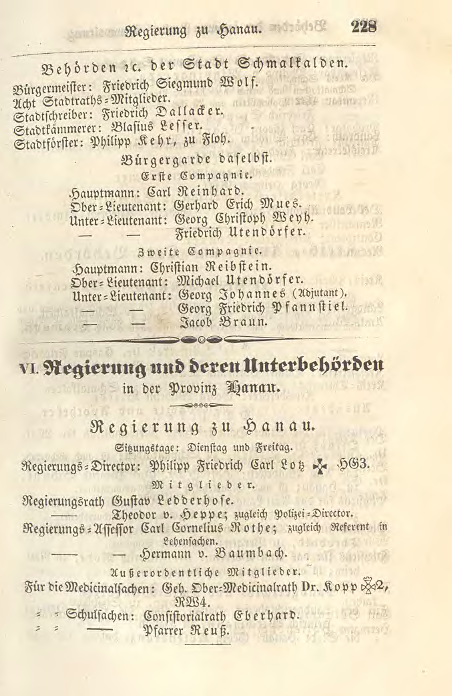 Regierung zu Hanau. 228
Behörden ꝛc. der Stadt Schmalkalden.
Bürgermeister: Friedrich Siegmund Wolf.
Acht Stadtraths-Mitglieder.
Stadtschreiber: Friedrich Dallacker.
Stadtkämmerer: Blasius Lesser.
Stadtförster: Philipp Kehr, zu Floh.
Bürgergarde daselbst.
Erste Compagnie.
Hauptmann: Carl Reinhard.
Ober-Lieutenant: Gerhard Erich Mues.
Unter-Lieutenant: Georg Christoph Weyh.
— — Friedrich Utendörfer.
Zweite Compagnie.
Hauptmann: Christian Reibstein.
Ober-Lieutenant: Michael Utendörfer.
Unter-Lieutenant: Georg Johannes (Adjutant).
— — Georg Friedrich Pfannstiel.
— — Jacob Braun.
VI. Regierung und deren Unterbehörden
in der Provinz Hanau.
Regierung zu Hanau.
Sitzungstage: Dienstag und Freitag.
Regierungs-Director: Philipp Friedrich Carl Lotz ✠ HG3.
Mitglieder.
Regierungsrath Gustav Ledderhose.
— Theodor v. Heppe; zugleich Polizei-Director.
Regierungs-Assessor Carl Cornelius Rothe; zugleich Referent in
Lehensachen.
— — Hermann v. Baumbach.
Außerordentliche Mitglieder.
Für die Medicinalsachen: Geh. Ober-Medicinalrath Dr. Kopp ✠2,
RW4.
" " Schulsachen: Consistorialrath Eberhard.
" " — Pfarrer Reuß.